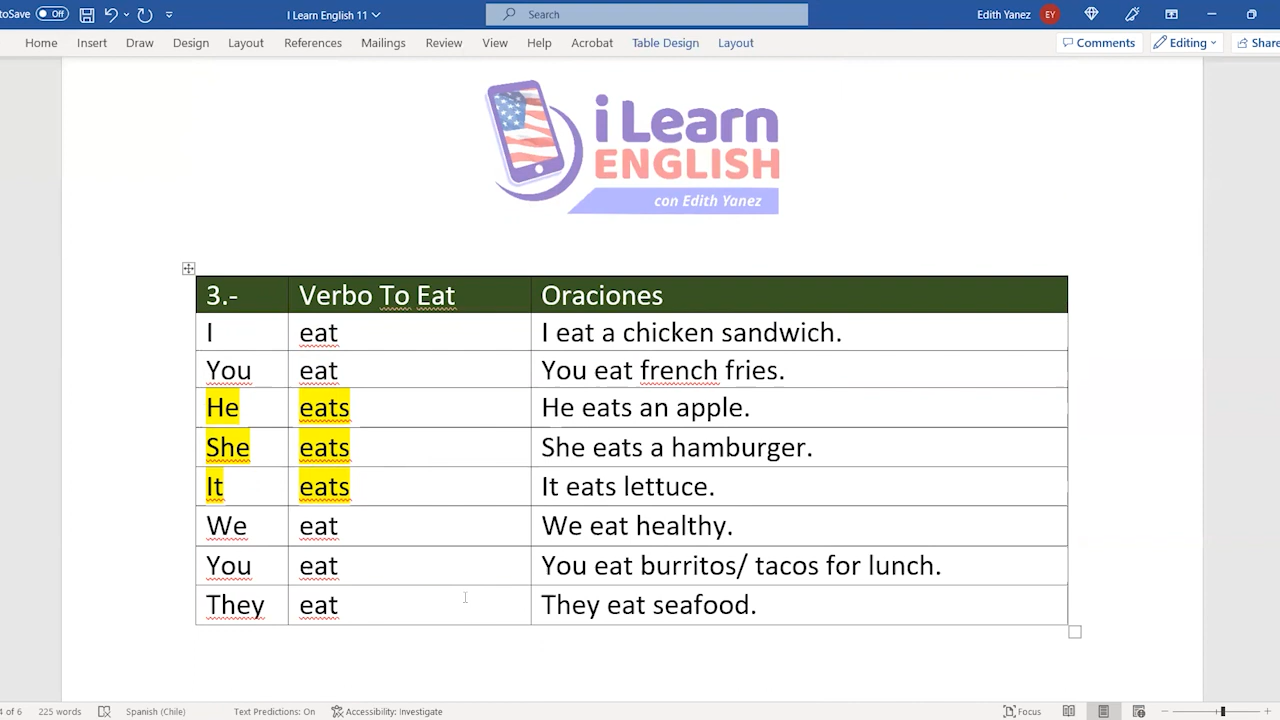 toSave Off I Learn English 11 Search Edith Yanez EY
Home Insert Draw Design Layout References Mailings Review View Help Acrobat Table Design Layout Comments Editing Share
i Learn
ENGLISH
con Edith Yanez
3.- Verbo To Eat Oraciones
I eat I eat a chicken sandwich.
You eat You eat french fries.
He eats He eats an apple.
She eats She eats a hamburger.
It eats It eats lettuce.
We eat We eat healthy.
You eat You eat burritos/ tacos for lunch.
They eat They eat seafood.
4 of 6 225 words Spanish (Chile) Text Predictions: On Accessibility: Investigate Focus